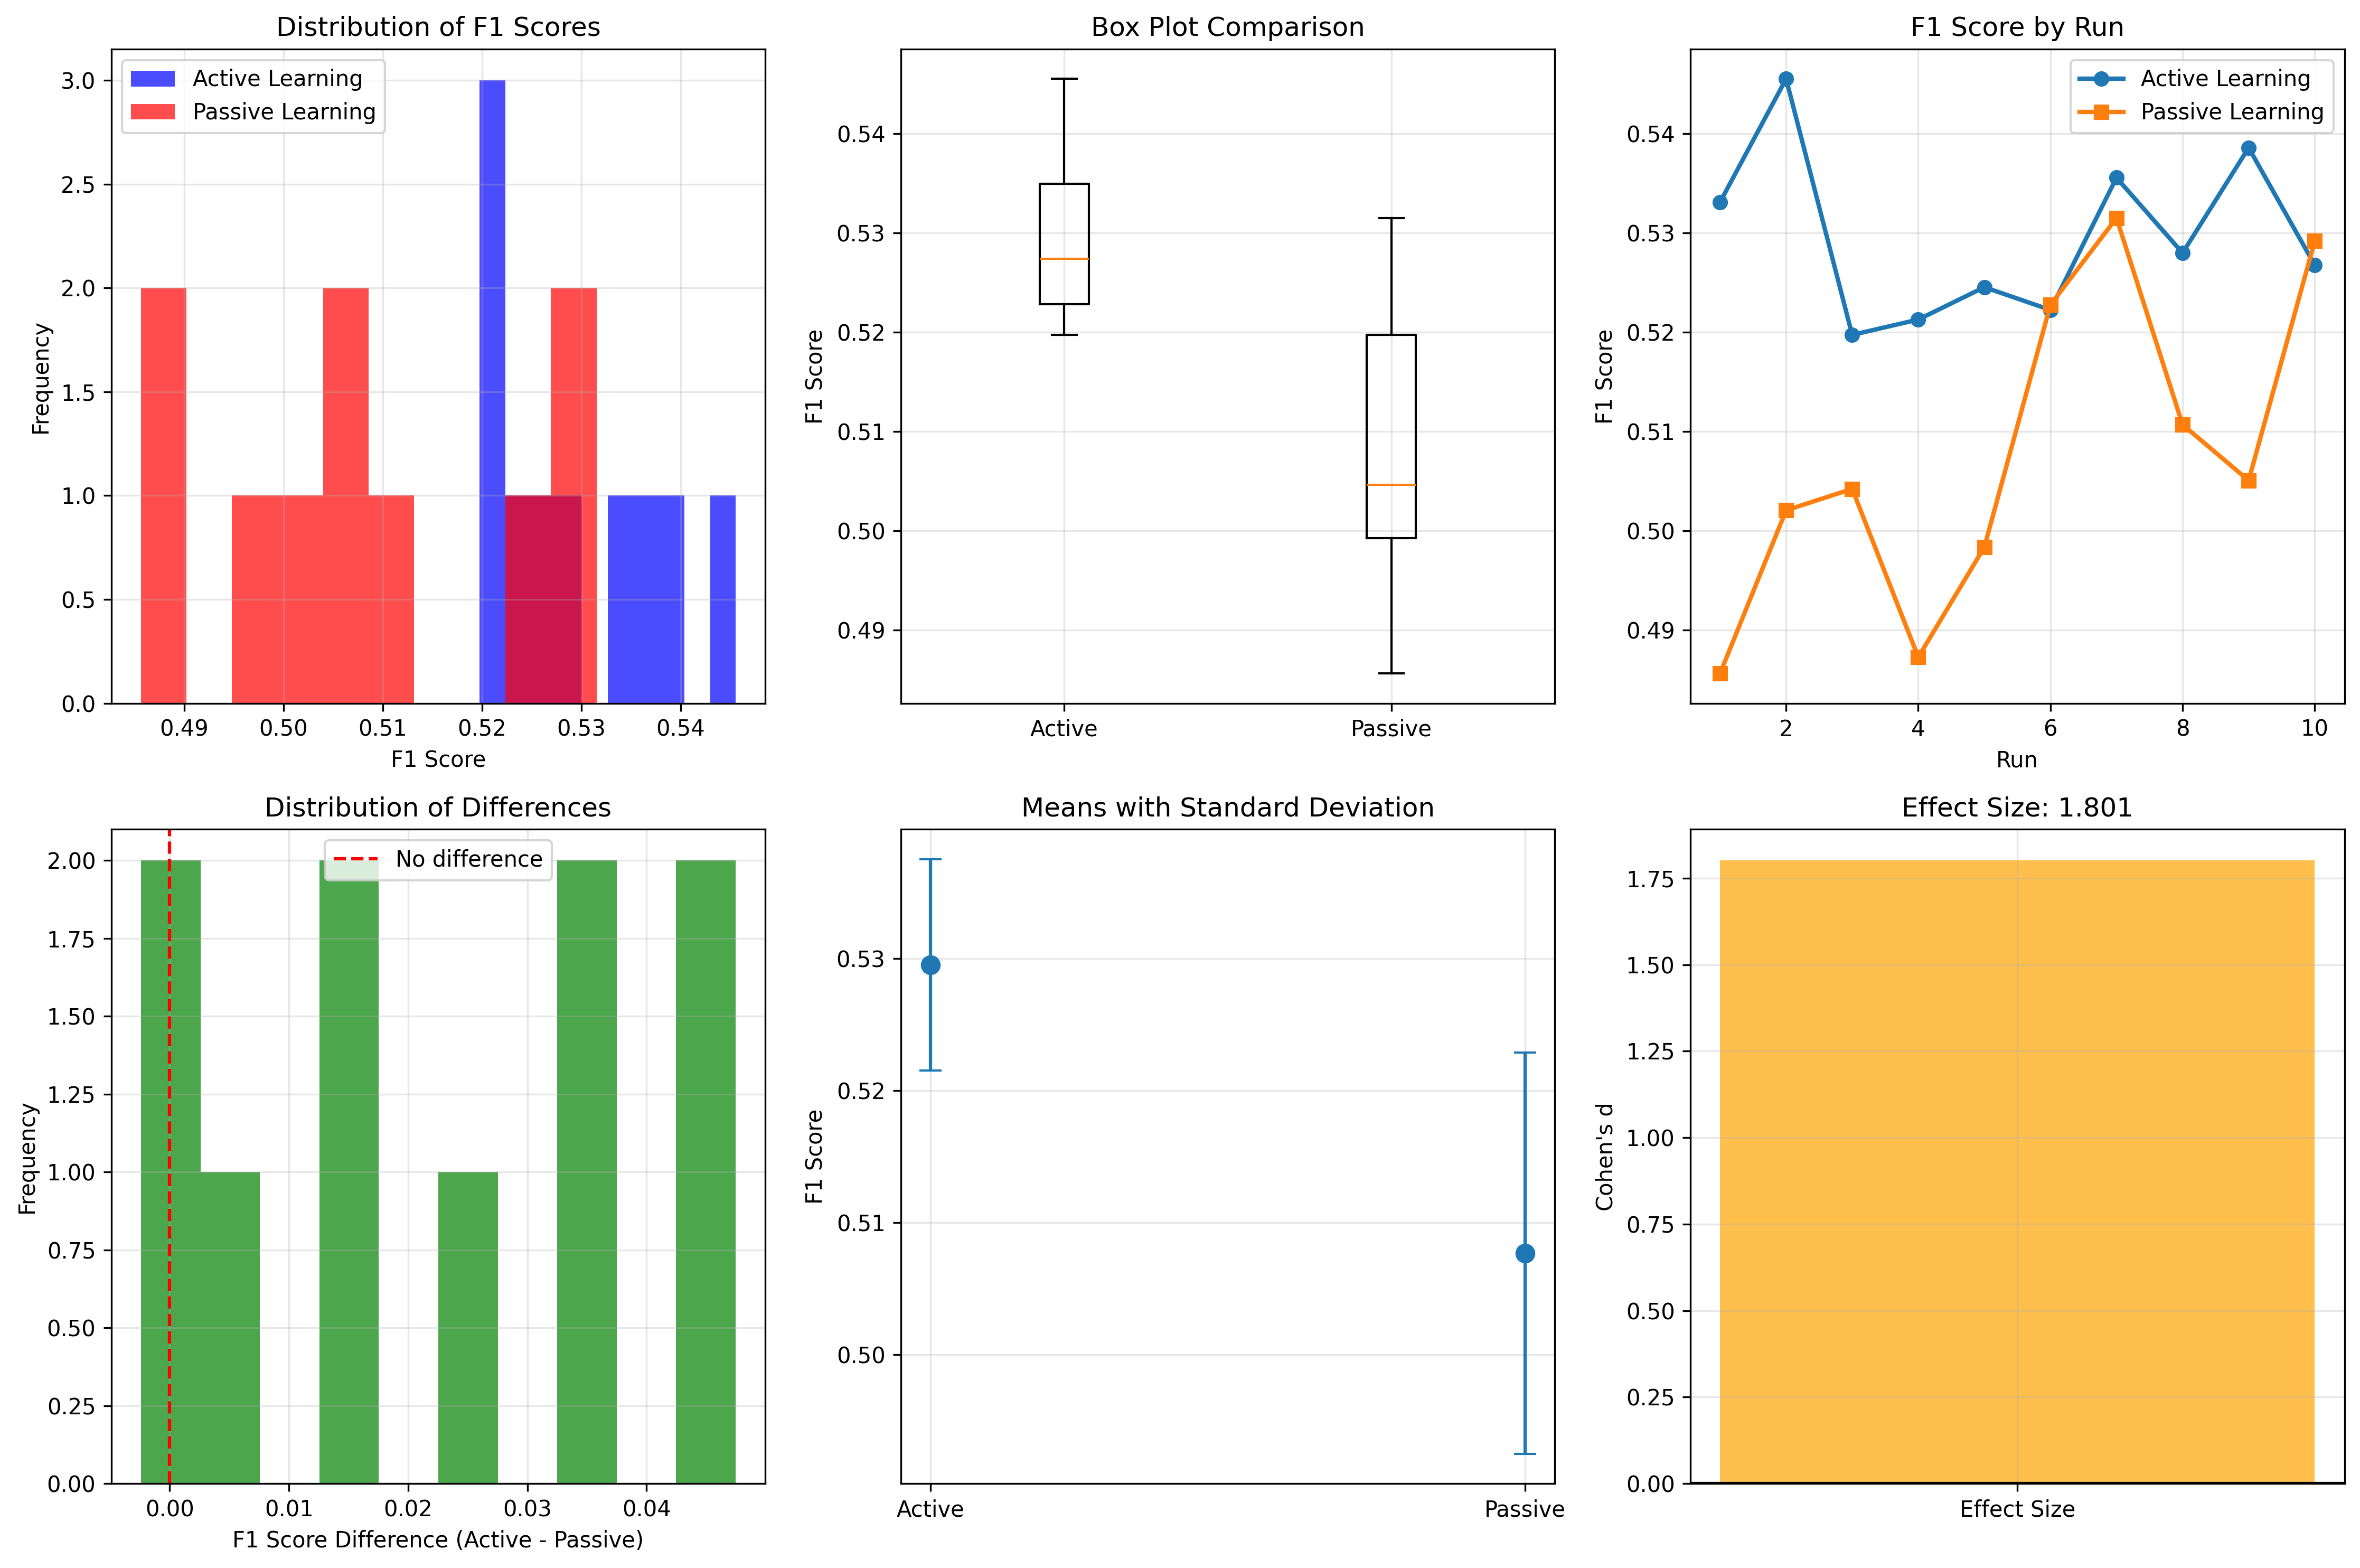 Distribution of F1 Scores
Active Learning
Passive Learning
3.0
2.5
2.0
1.5
1.0
0.5
0.0
Frequency
0.49 0.50 0.51 0.52 0.53 0.54
F1 Score
Box Plot Comparison
0.54
0.53
0.52
0.51
0.50
0.49
F1 Score
Active Passive
F1 Score by Run
Active Learning
Passive Learning
0.54
0.53
0.52
0.51
0.50
0.49
F1 Score
2 4 6 8 10
Run
Distribution of Differences
No difference
2.00
1.75
1.50
1.25
1.00
0.75
0.50
0.25
0.00
Frequency
0.00 0.01 0.02 0.03 0.04
F1 Score Difference (Active - Passive)
Means with Standard Deviation
0.53
0.52
0.51
0.50
F1 Score
Active Passive
Effect Size: 1.801
1.75
1.50
1.25
1.00
0.75
0.50
0.25
0.00
Cohen's d
Effect Size